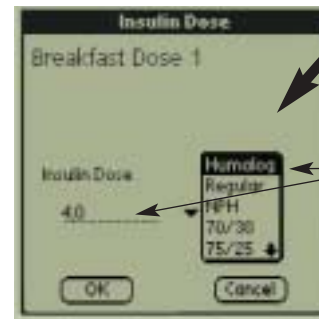 Insulin Dose
Breakfast Dose 1
Humalog
Insulin Dose
Regular
4.0
NPH
70/30
75/25
OK
Cancel